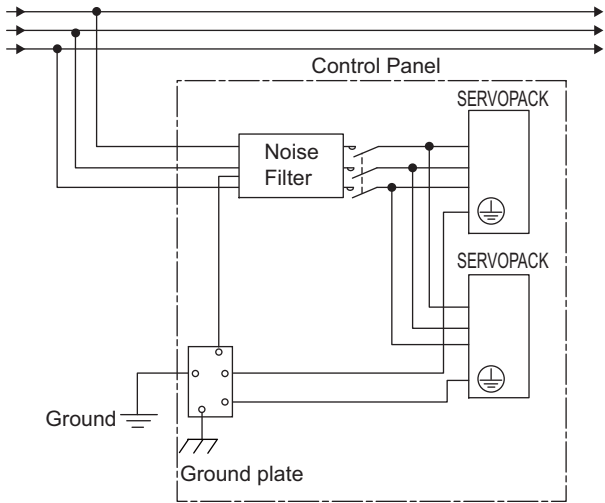 Control Panel
SERVOPACK
Noise
Filter
SERVOPACK
Ground
Ground plate